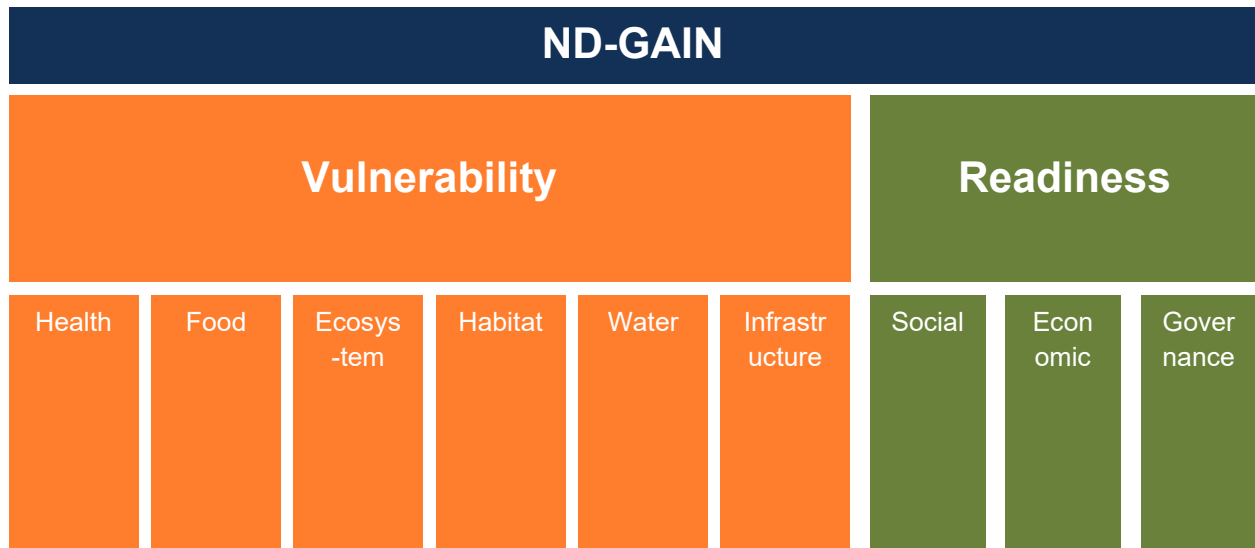 ND-GAIN
Vulnerability
Readiness
Health
Food
Ecosys
-tem
Habitat
Water
Infrastr
ucture
Social
Econ
omic
Gover
nance